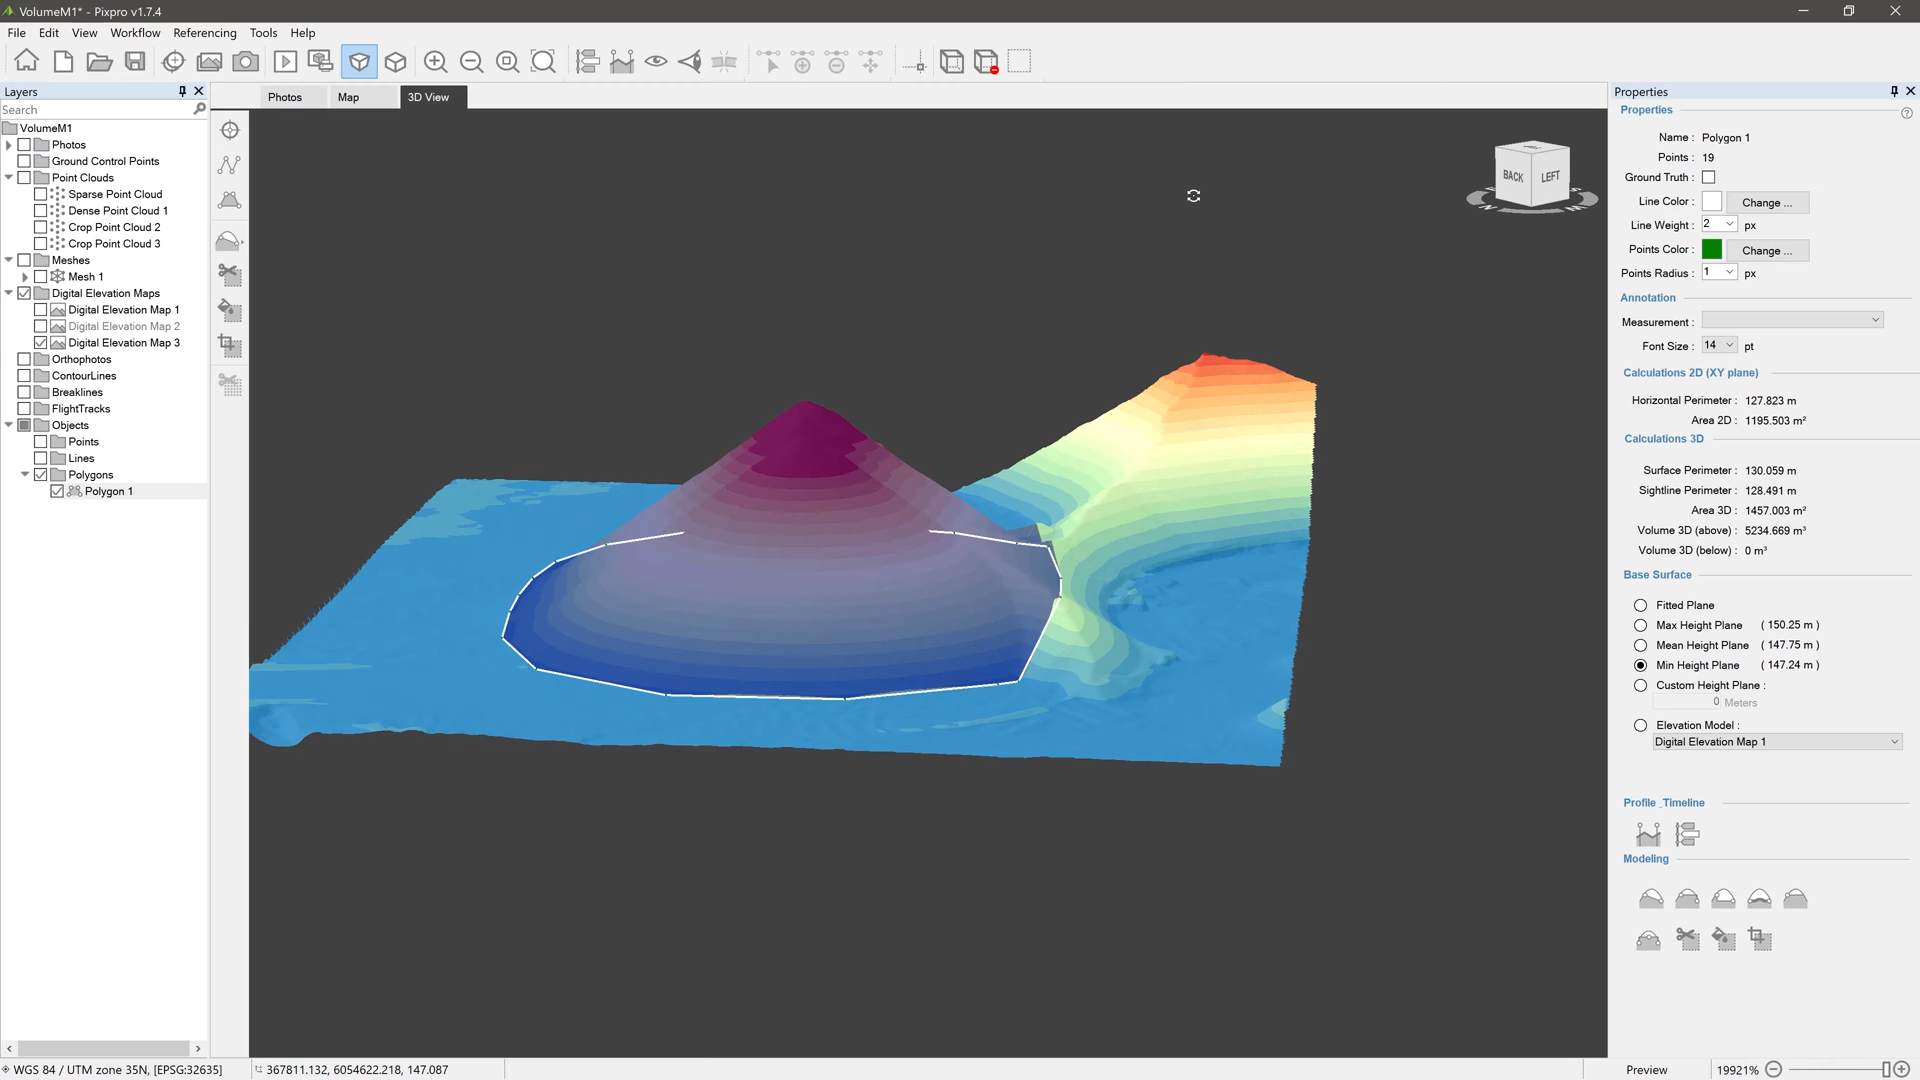 VolumeM1* - Pixpro v1.7.4
File Edit View Workflow Referencing Tools Help
Layers
Search
VolumeM1
Photos
Ground Control Points
Point Clouds
Sparse Point Cloud
Dense Point Cloud 1
Crop Point Cloud 2
Crop Point Cloud 3
Meshes
Mesh 1
Digital Elevation Maps
Digital Elevation Map 1
Digital Elevation Map 2
Digital Elevation Map 3
Orthophotos
ContourLines
Breaklines
FlightTracks
Objects
Points
Lines
Polygons
Polygon 1
Photos Map 3D View
BACK LEFT
Properties
Properties
Name : Polygon 1
Points : 19
Ground Truth :
Line Color : Change ...
Line Weight : 2 px
Points Color : Change ...
Points Radius : 1 px
Annotation
Measurement :
Font Size : 14 pt
Calculations 2D (XY plane)
Horizontal Perimeter : 127.823 m
Area 2D : 1195.503 m²
Calculations 3D
Surface Perimeter : 130.059 m
Sightline Perimeter : 128.491 m
Area 3D : 1457.003 m²
Volume 3D (above) : 5234.669 m³
Volume 3D (below) : 0 m³
Base Surface
Fitted Plane
Max Height Plane ( 150.25 m )
Mean Height Plane ( 147.75 m )
Min Height Plane ( 147.24 m )
Custom Height Plane :
0 Meters
Elevation Model :
Digital Elevation Map 1
Profile_Timeline
Modeling
WGS 84 / UTM zone 35N, [EPSG:32635] 367811.132, 6054622.218, 147.087 Preview 19921%